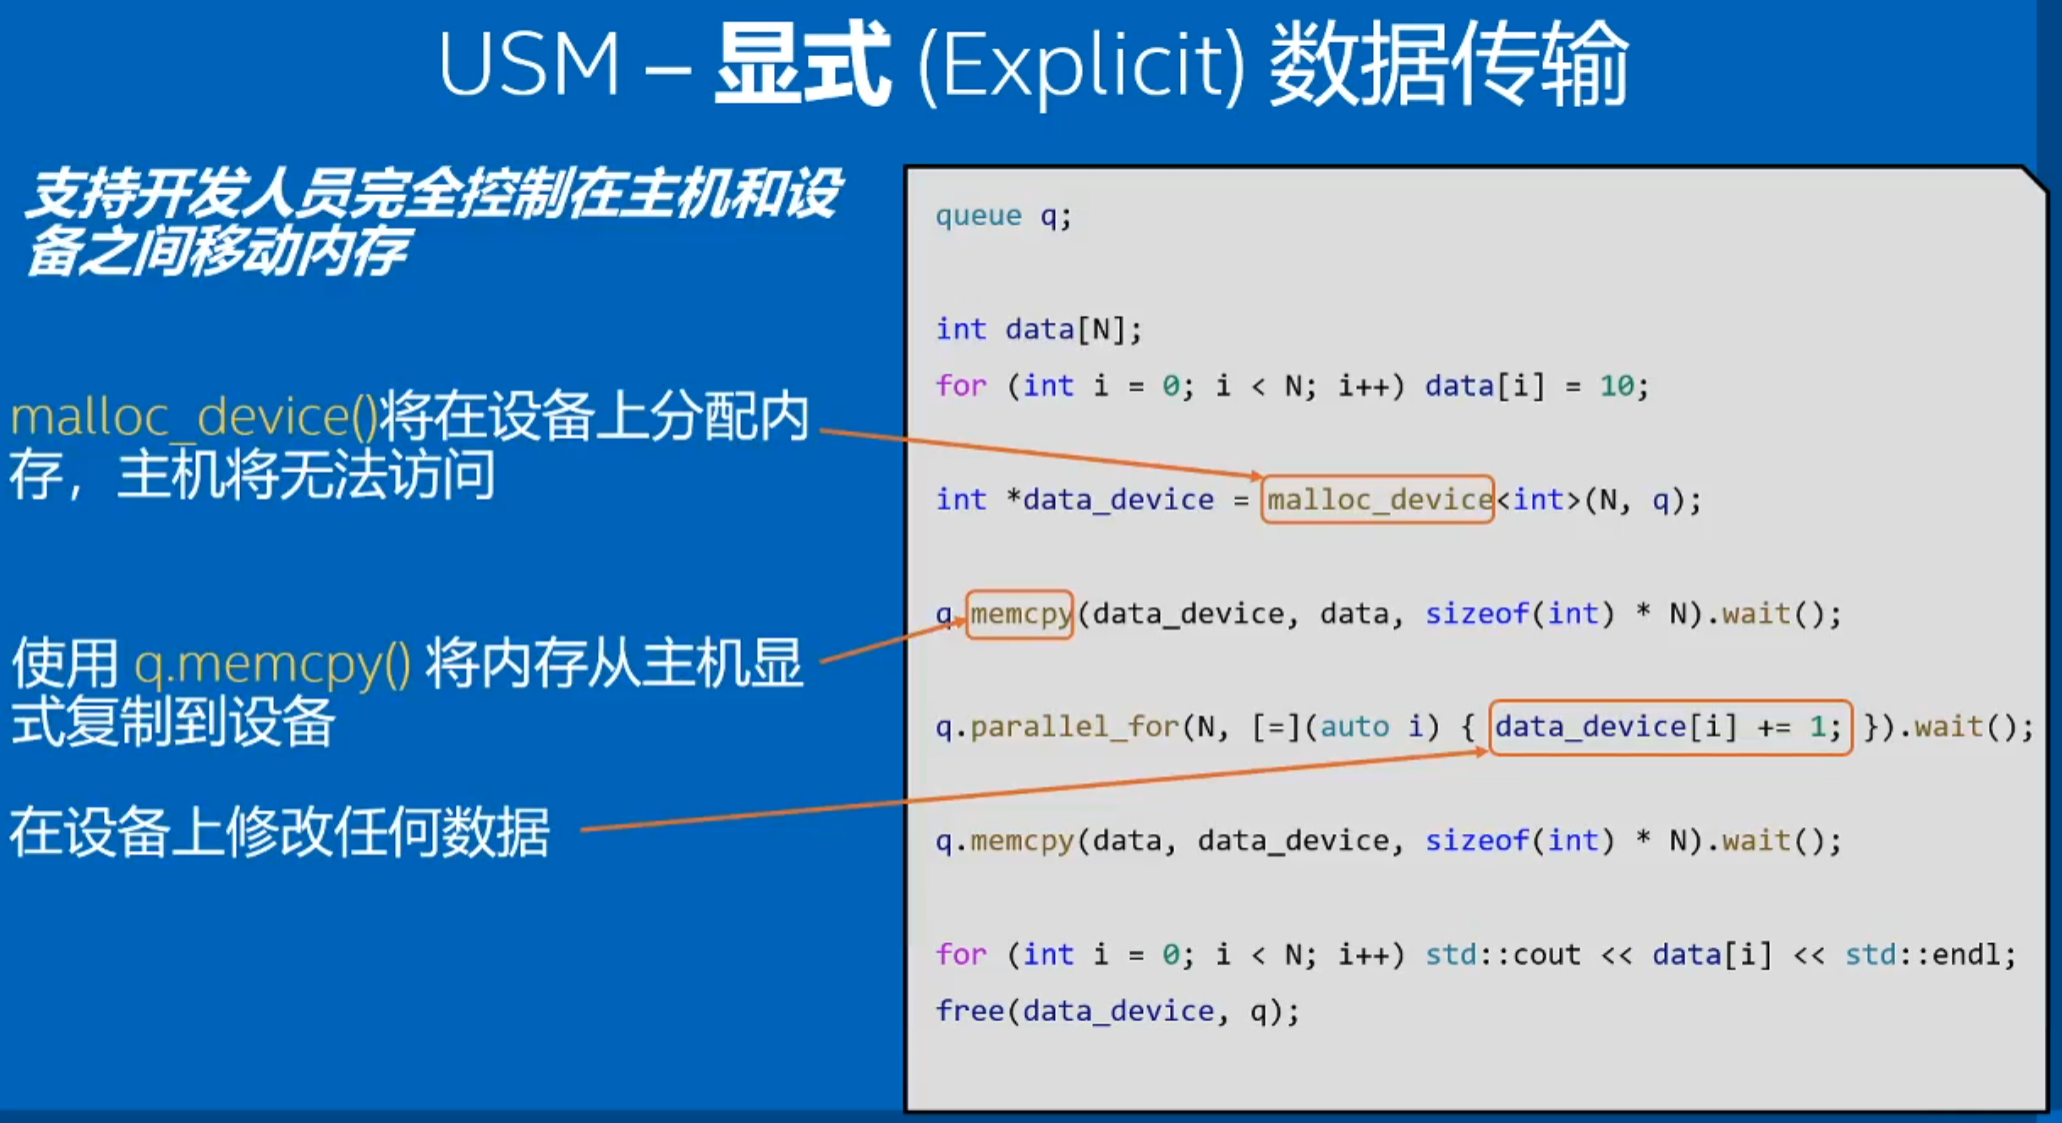 USM – 显式 (Explicit) 数据传输
支持开发人员完全控制在主机和设
备之间移动内存
malloc_device()将在设备上分配内
存，主机将无法访问
使用 q.memcpy() 将内存从主机显
式复制到设备
在设备上修改任何数据
queue q;
int data[N];
for (int i = 0; i < N; i++) data[i] = 10;
int *data_device = malloc_device<int>(N, q);
q.memcpy(data_device, data, sizeof(int) * N).wait();
q.parallel_for(N, [=](auto i) { data_device[i] += 1; }).wait();
q.memcpy(data, data_device, sizeof(int) * N).wait();
for (int i = 0; i < N; i++) std::cout << data[i] << std::endl;
free(data_device, q);